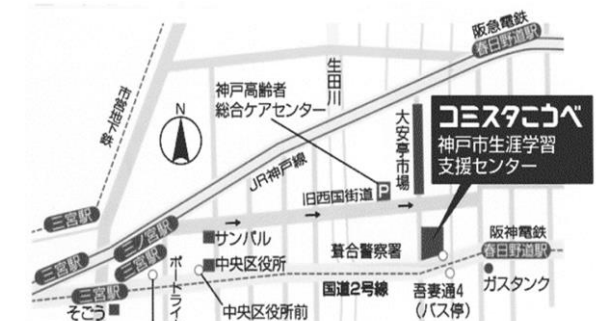 阪急電鉄
春日野道駅
市営地下鉄
生田川
神戸高齢者
総合ケアセンター
N
大安亭市場
コミスタこうべ
神戸市生涯学習
支援センター
JR神戸線
P
旧西国街道
三宮駅
三ノ宮駅
サンパル
葺合警察署
阪神電鉄
春日野道駅
三宮駅
三宮駅
中央区役所
ポートライ
ガスタンク
三宮駅
国道2号線
吾妻通4
(バス停)
そごう
中央区役所前